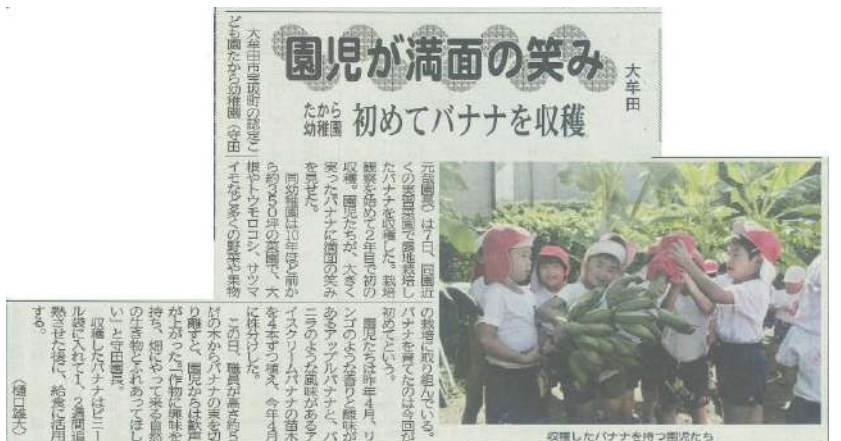 大牟田
園児が満面の笑み
たから
幼稚園
初めてバナナを収穫
大牟田市宝坂町の認定こ
ども園たから幼稚園（守田
元哉園長）は7日、同園近
くの実習菜園で露地栽培し
たバナナを収穫した。栽培
観察を始めて2年目で初の
収穫。園児たちが、大きく
実ったバナナに満面の笑み
を見せた。
同幼稚園は10年ほど前か
ら約350坪の菜園で、大
根やトウモロコシ、サツマ
イモなど多くの野菜や果物
の栽培に取り組んでいる。
バナナを育てたのは今回が
初めてという。
園児たちは昨年4月、リ
ンゴのような香りと酸味が
あるアップルバナナと、バ
ニラのような風味があるア
イスクリームバナナの苗木
を4本ずつ植え、今年4月
に株分けした。
この日、職員が高さ約5
㍍の木からバナナの束を切
り離すと、園児からは歓声
が上がった。「作物に興味を
持ち、畑にやって来る自然
の生き物とふれあってほし
い」と守田園長。
収穫したバナナはビニー
ル袋に入れて1、2週間追
熟させた後に、給食に活用
する。
（樋口雄大）
収穫したバナナを持つ園児たち